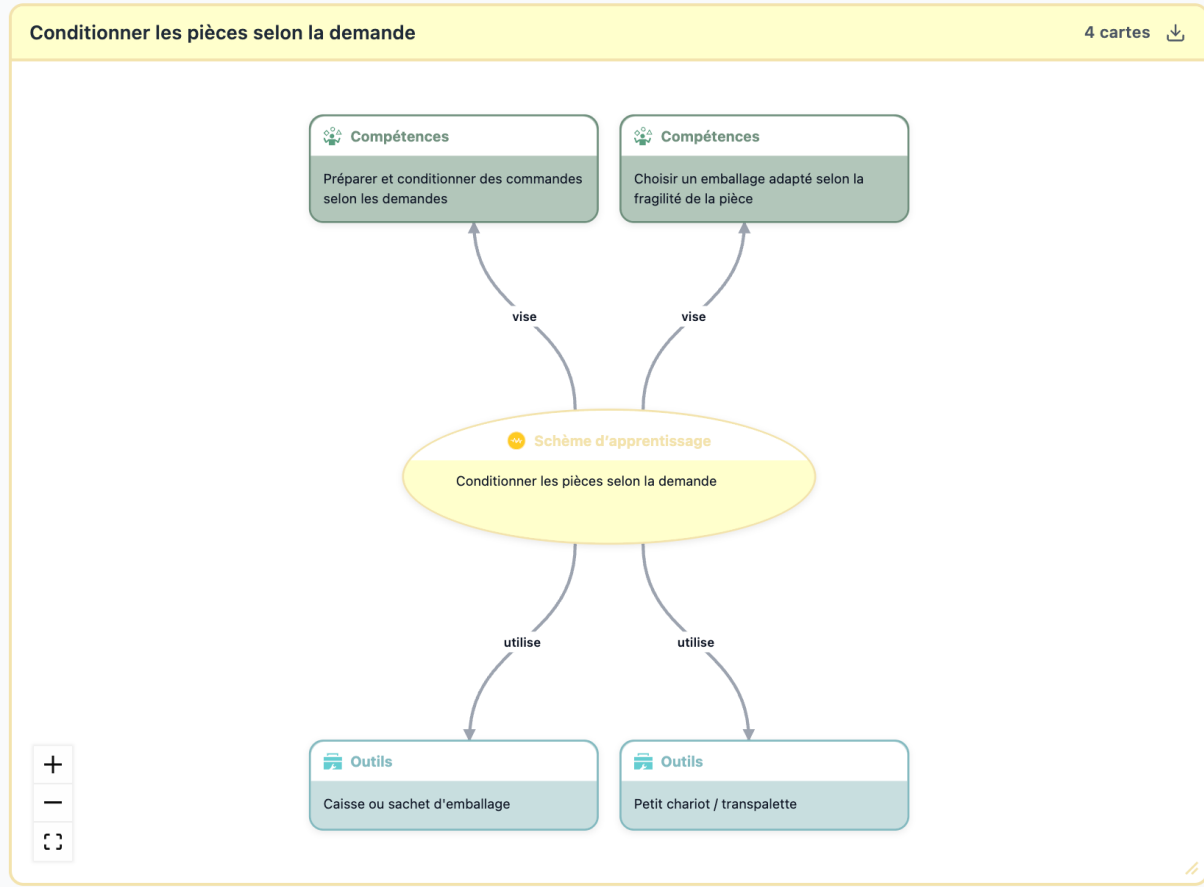 Conditionner les pièces selon la demande
4 cartes
Compétences
Préparer et conditionner des commandes
selon les demandes
Compétences
Choisir un emballage adapté selon la
fragilité de la pièce
vise
vise
Schème d'apprentissage
Conditionner les pièces selon la demande
utilise
utilise
Outils
Caisse ou sachet d'emballage
Outils
Petit chariot / transpalette